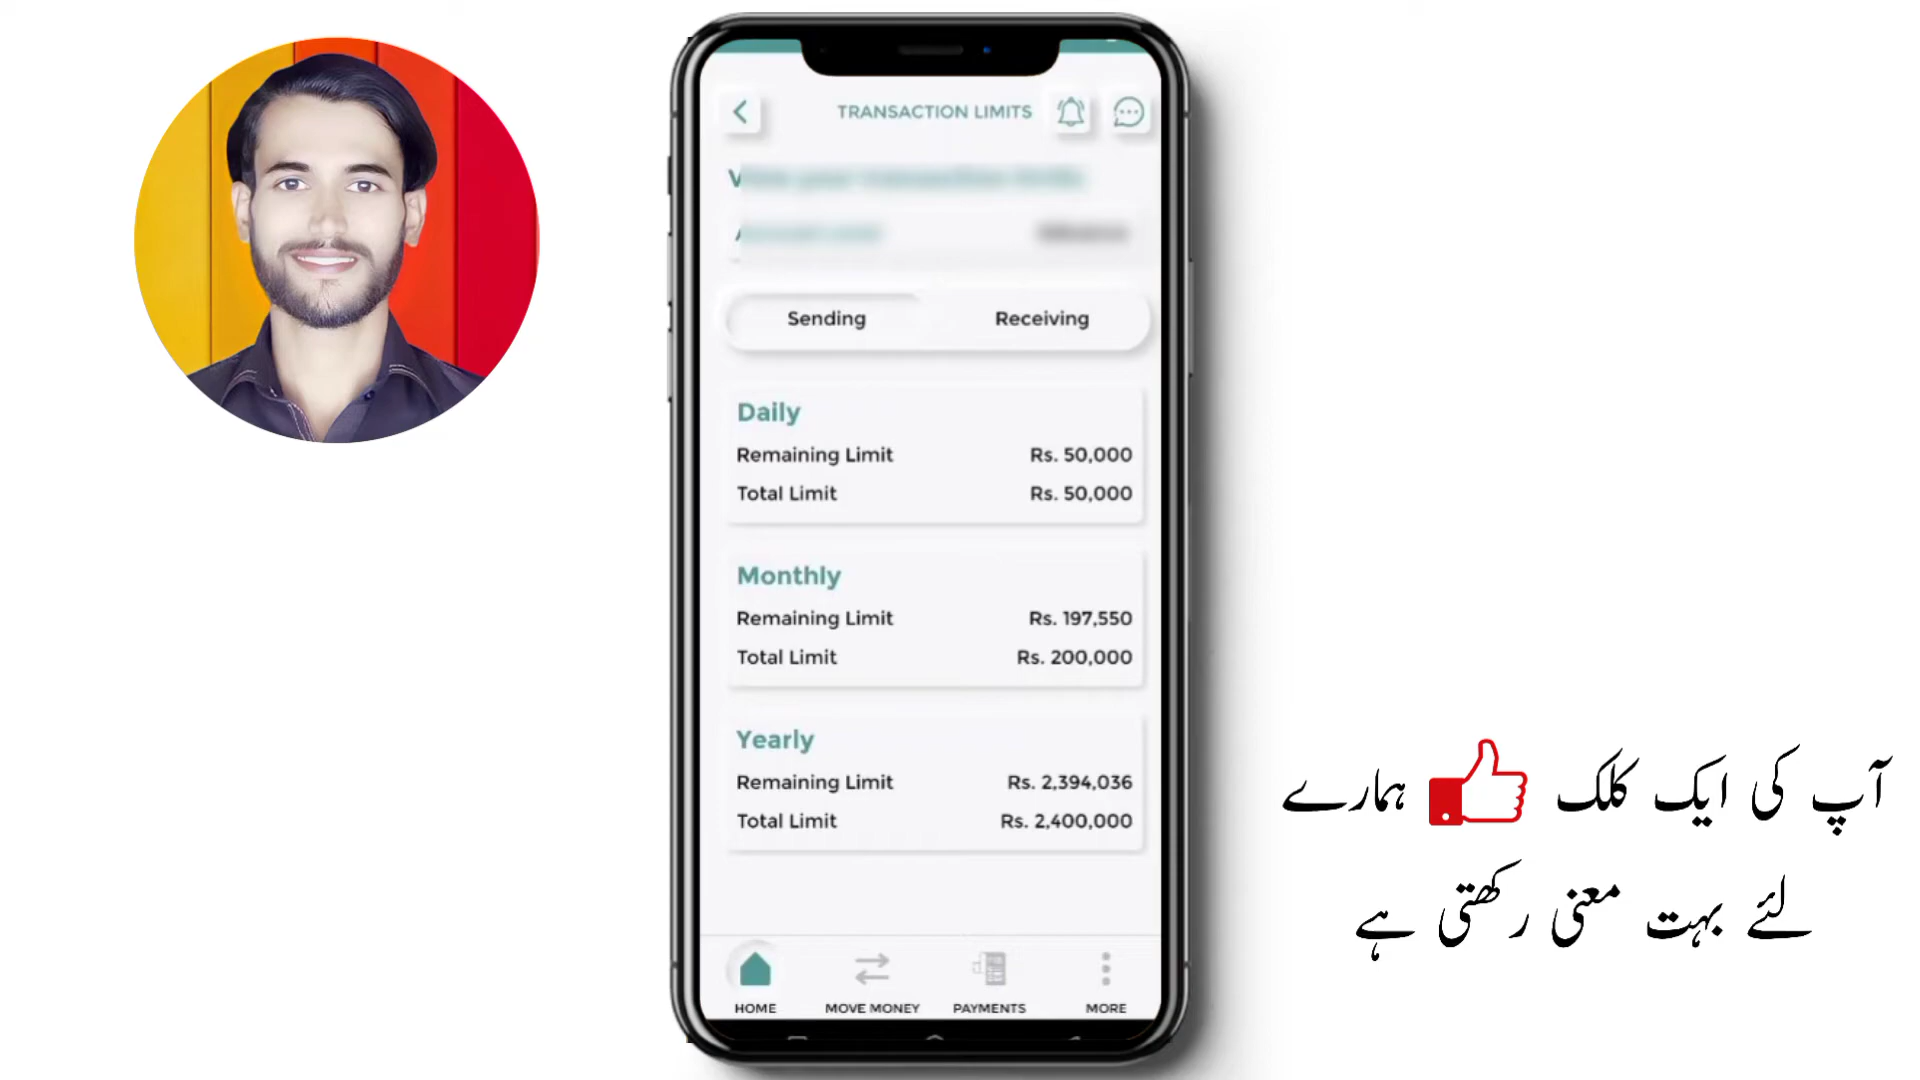 TRANSACTION LIMITS
Sending
Receiving
Daily
Remaining Limit Rs. 50,000
Total Limit Rs. 50,000
Monthly
Remaining Limit Rs. 197,550
Total Limit Rs. 200,000
Yearly
Remaining Limit Rs. 2,394,036
Total Limit Rs. 2,400,000
HOME
MOVE MONEY
PAYMENTS
MORE
آپ کی ایک کلک ہمارے
لئے بہت معنی رکھتی ہے